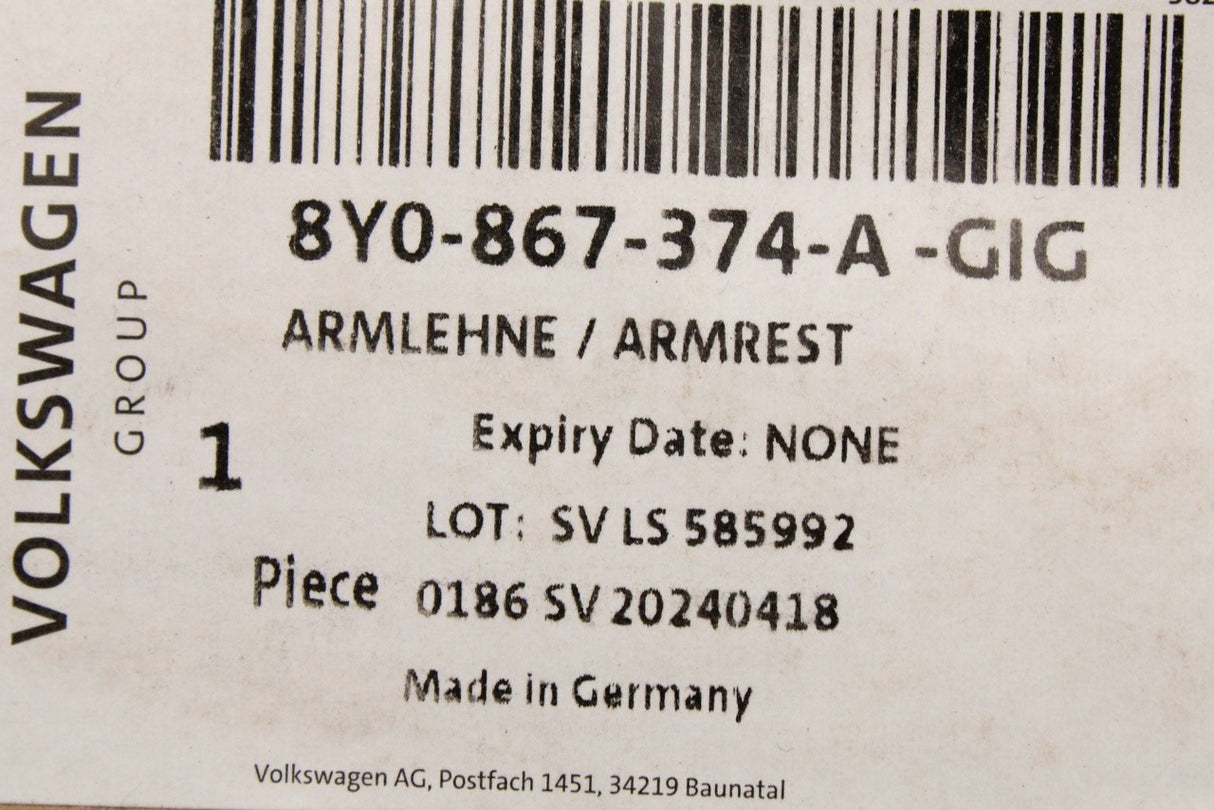 VOLKSWAGEN
GROUP
8Y0-867-374-A -GIG
ARMLEHNE / ARMREST
1
Expiry Date: NONE
LOT: SV LS 585992
Piece 0186 SV 20240418
Made in Germany
Volkswagen AG, Postfach 1451, 34219 Baunatal